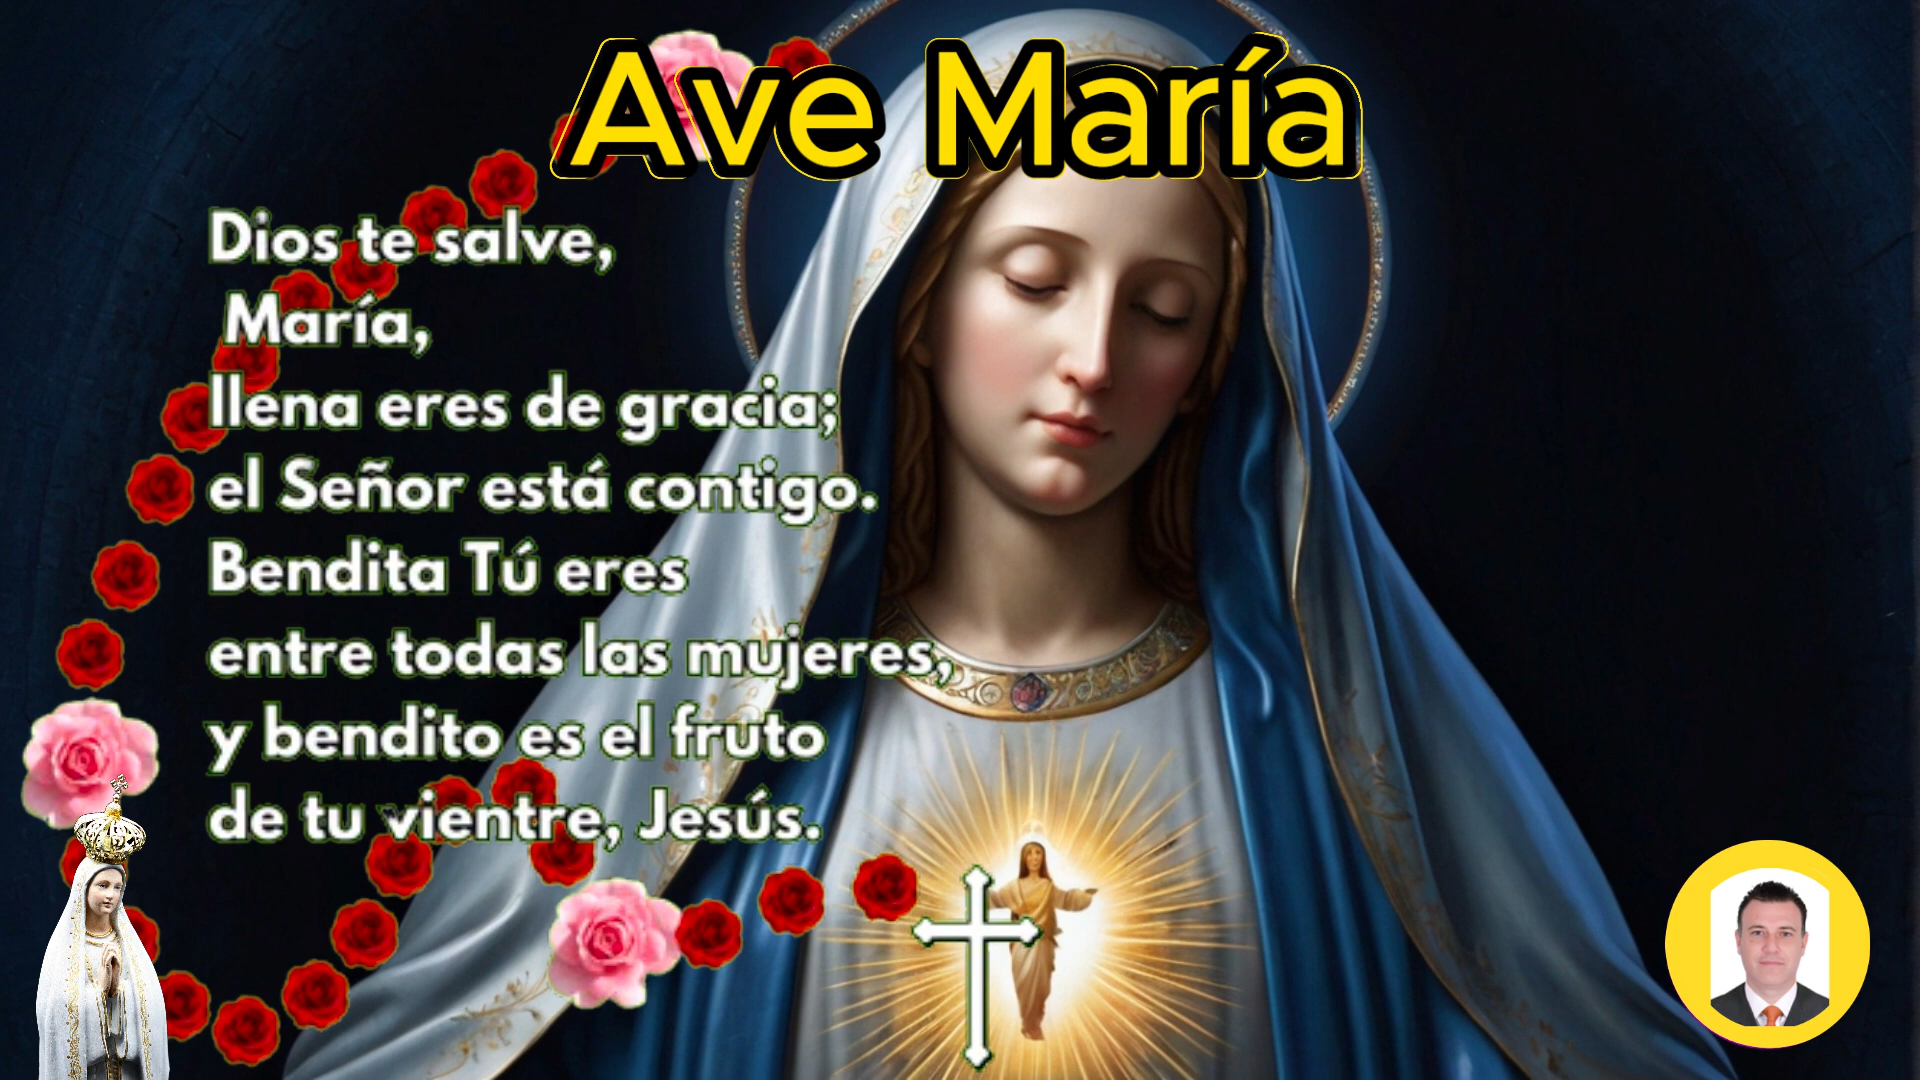 Ave María
Dios te salve,
María,
llena eres de gracia;
el Señor está contigo.
Bendita Tú eres
entre todas las mujeres,
y bendito es el fruto
de tu vientre, Jesús.